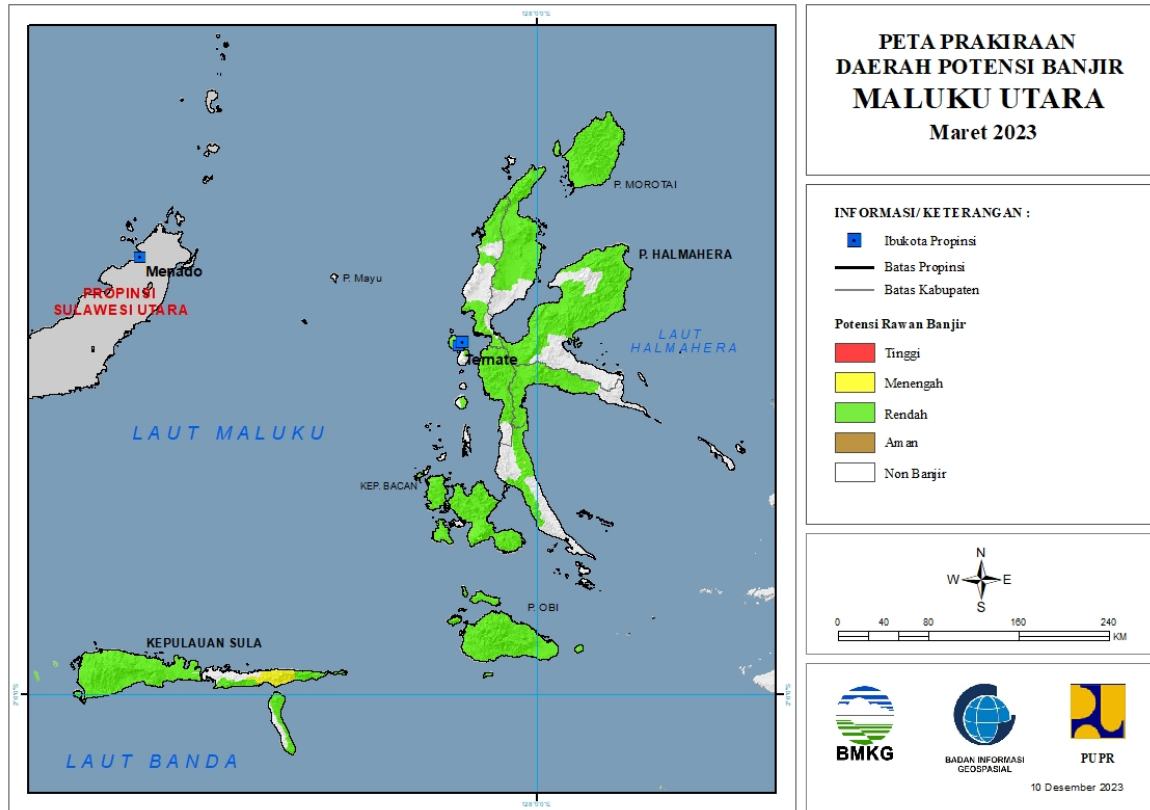 PETA PRAKIRAAN
DAERAH POTENSI BANJIR
MALUKU UTARA
Maret 2023
P. MOROTAI
P. HALMAHERA
Menado
P. Mayu
PROPINSI
SULAWESI UTARA
LAUT
HALMAHERA
Ternate
LAUT MALUKU
KEP. BACAN
P. OBI
KEPULAUAN SULA
LAUT BANDA
INFORMASI/ KETERANGAN :
Ibukota Propinsi
Batas Propinsi
Batas Kabupaten
Potensi Rawan Banjir
Tinggi
Menengah
Rendah
Aman
Non Banjir
N
W E
S
0 40 80 160 240
KM
BMKG
BADAN INFORMASI
GEOSPASIAL
PUPR
10 Desember 2023